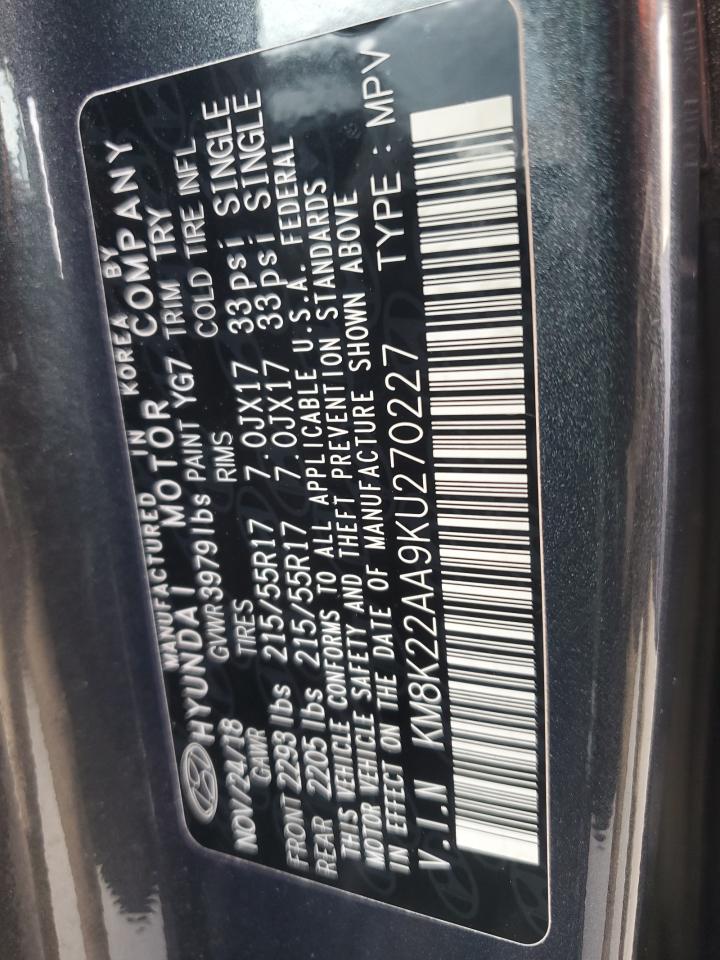 MANUFACTURED IN KOREA BY
HYUNDAI MOTOR COMPANY
NOV/24/18 GVWR3979lbs PAINT YG7 TRIM TRY
GAWR TIRES RIMS COLD TIRE INFL
FRONT 2293 lbs 215/55R17 7.0JX17 33psi SINGLE
REAR 2205 lbs 215/55R17 7.0JX17 33psi SINGLE
THIS VEHICLE CONFORMS TO ALL APPLICABLE U.S.A. FEDERAL
MOTOR VEHICLE SAFETY AND THEFT PREVENTION STANDARDS
IN EFFECT ON THE DATE OF MANUFACTURE SHOWN ABOVE
V.I.N KM8K22AA9KU270227 TYPE : MPV